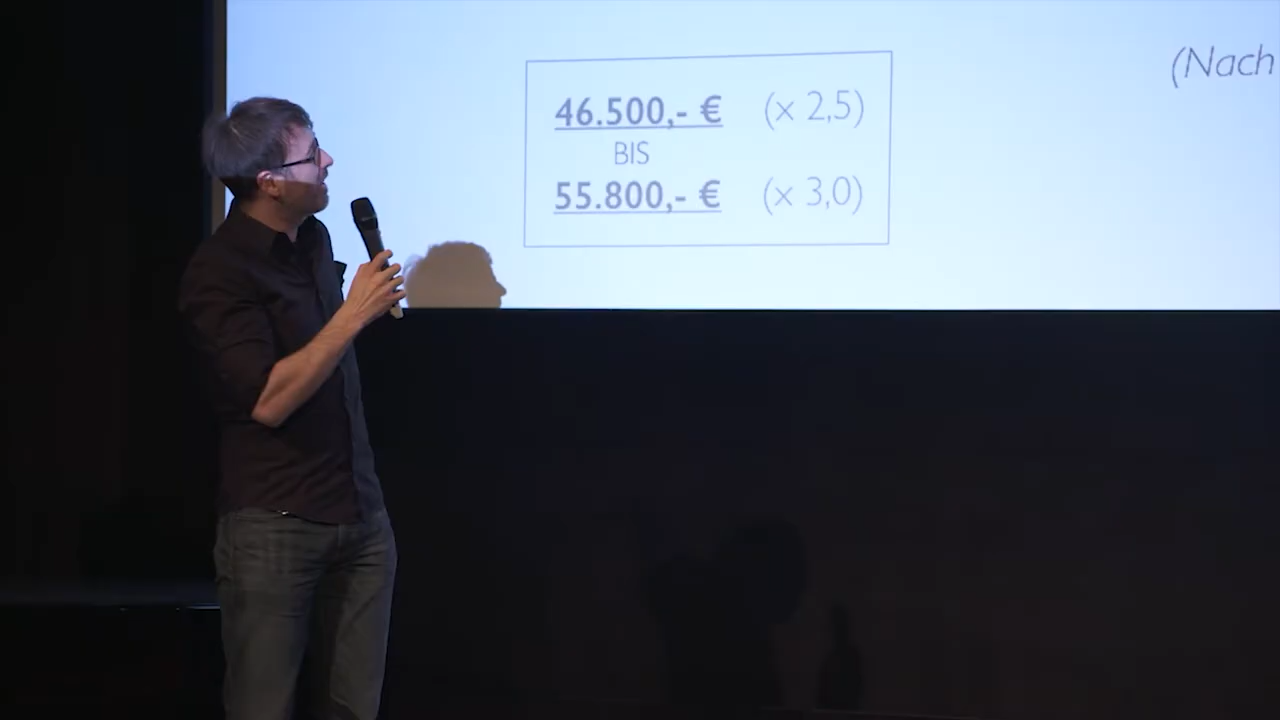 46.500,- € (x 2,5)
BIS
55.800,- € (x 3,0)
(Nach